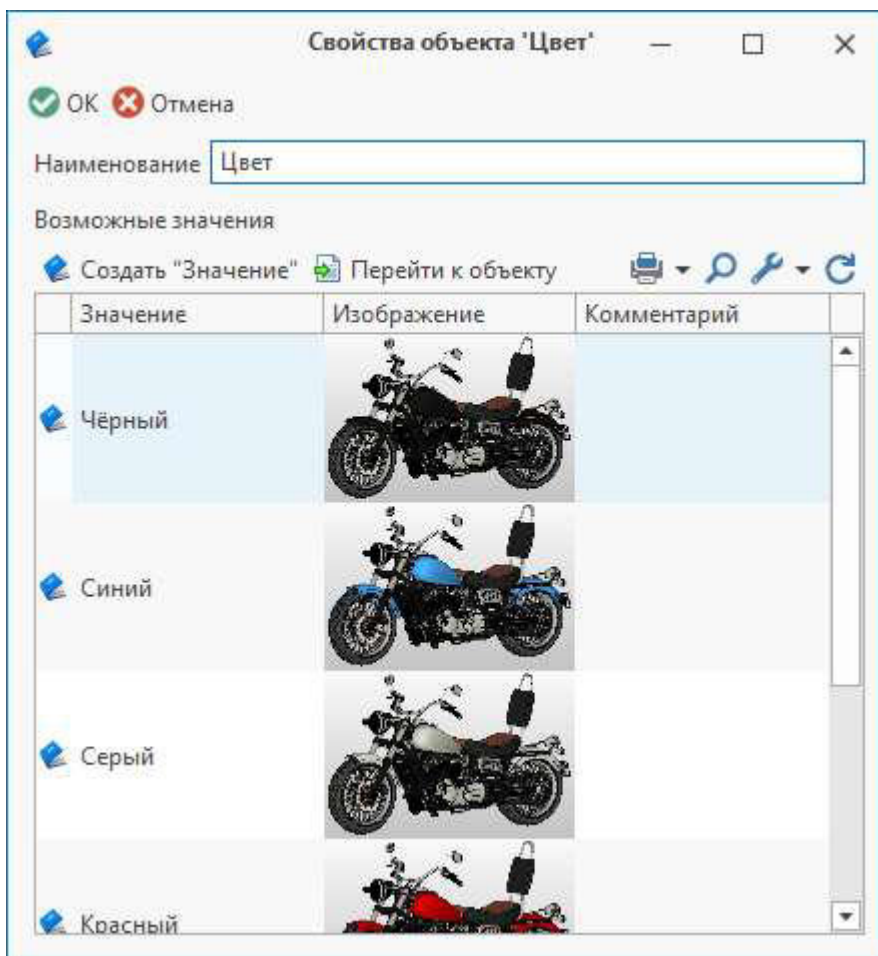 Свойства объекта 'Цвет'
ОК Отмена
Наименование Цвет
Возможные значения
Создать "Значение" Перейти к объекту
Значение Изображение Комментарий
Чёрный
Синий
Серый
Красный